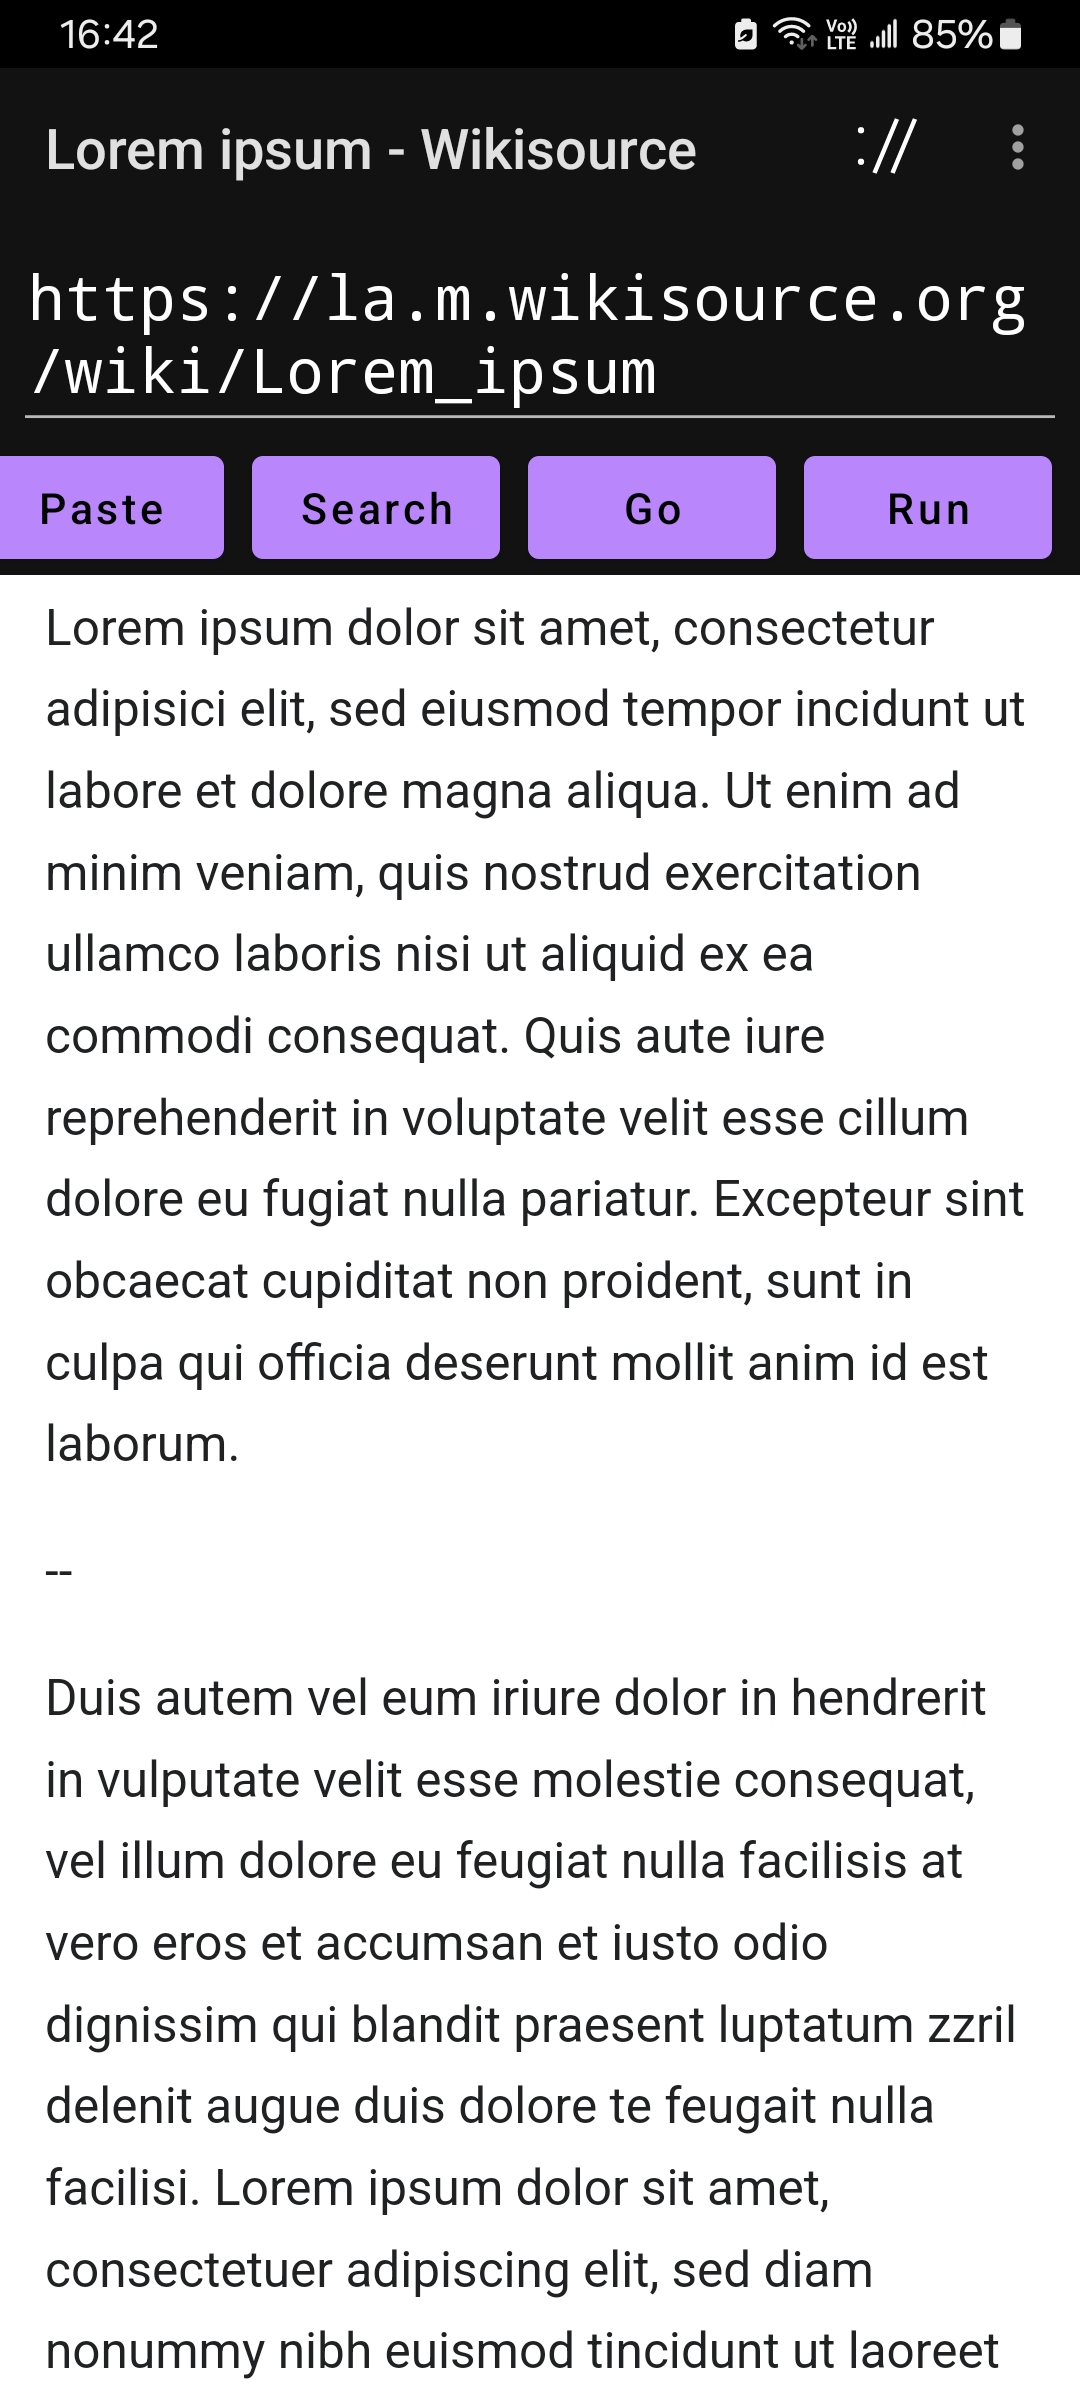 16:42
Vo)) LTE 85%
Lorem ipsum - Wikisource
://
https://la.m.wikisource.org
/wiki/Lorem_ipsum
Paste Search Go Run
Lorem ipsum dolor sit amet, consectetur
adipisici elit, sed eiusmod tempor incidunt ut
labore et dolore magna aliqua. Ut enim ad
minim veniam, quis nostrud exercitation
ullamco laboris nisi ut aliquid ex ea
commodi consequat. Quis aute iure
reprehenderit in voluptate velit esse cillum
dolore eu fugiat nulla pariatur. Excepteur sint
obcaecat cupiditat non proident, sunt in
culpa qui officia deserunt mollit anim id est
laborum.
--
Duis autem vel eum iriure dolor in hendrerit
in vulputate velit esse molestie consequat,
vel illum dolore eu feugiat nulla facilisis at
vero eros et accumsan et iusto odio
dignissim qui blandit praesent luptatum zzril
delenit augue duis dolore te feugait nulla
facilisi. Lorem ipsum dolor sit amet,
consectetuer adipiscing elit, sed diam
nonummy nibh euismod tincidunt ut laoreet